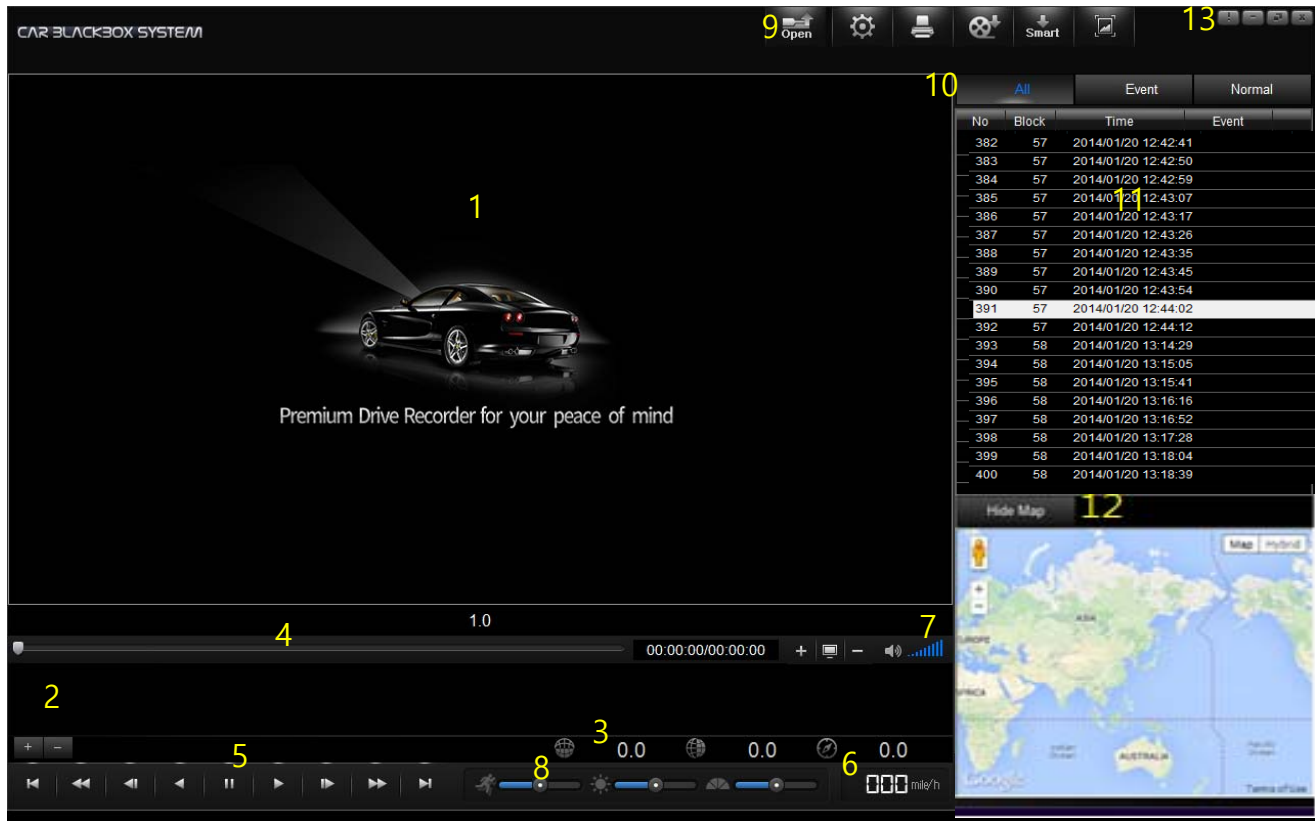 CAR BLACKBOX SYSTEM
9
Open
Smart
13
10
All
Event
Normal
No Block Time Event
382 57 2014/01/20 12:42:41
383 57 2014/01/20 12:42:50
384 57 2014/01/20 12:42:59
385 57 2014/01/20 12:43:07
11
386 57 2014/01/20 12:43:17
387 57 2014/01/20 12:43:26
388 57 2014/01/20 12:43:35
389 57 2014/01/20 12:43:45
390 57 2014/01/20 12:43:54
391 57 2014/01/20 12:44:02
392 57 2014/01/20 12:44:12
393 58 2014/01/20 13:14:29
394 58 2014/01/20 13:15:05
395 58 2014/01/20 13:15:41
396 58 2014/01/20 13:16:16
397 58 2014/01/20 13:16:52
398 58 2014/01/20 13:17:28
399 58 2014/01/20 13:18:04
400 58 2014/01/20 13:18:39
1
Premium Drive Recorder for your peace of mind
Hide Map
12
Map Hybrid
ASIA
EUROPE
AFRICA
Indian Ocean
AUSTRALIA
Pacific Ocean
Google
Terms of Use
1.0
4
00:00:00/00:00:00
+
−
7
2
+ −
3
0.0
0.0
0.0
5
8
6
000 mile/h